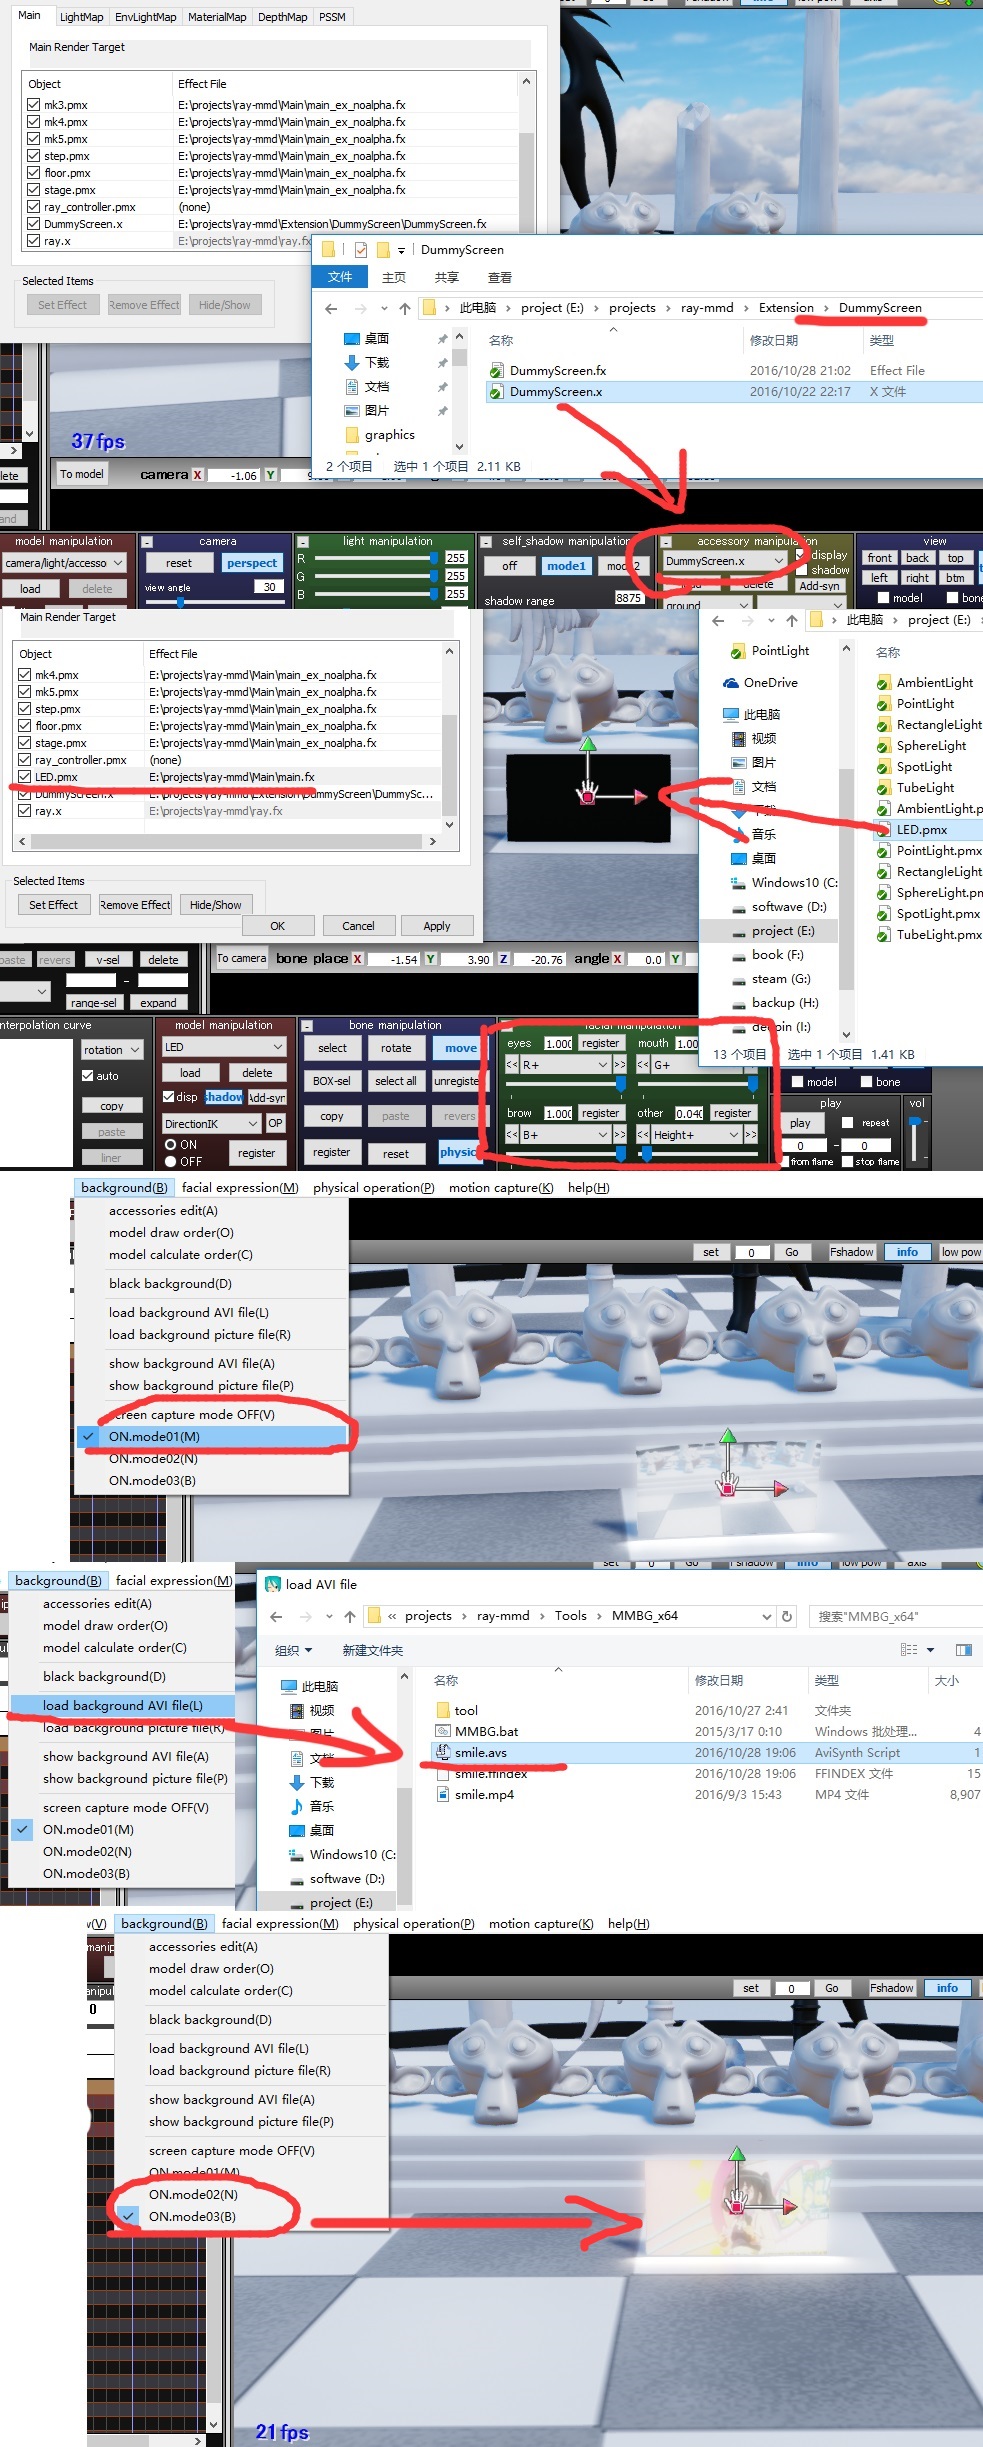 Main LightMap EnvLightMap MaterialMap DepthMap PSSM
Main Render Target
Object Effect File
mk3.pmx E:\projects\ray-mmd\Main\main_ex_noalpha.fx
mk4.pmx E:\projects\ray-mmd\Main\main_ex_noalpha.fx
mk5.pmx E:\projects\ray-mmd\Main\main_ex_noalpha.fx
step.pmx E:\projects\ray-mmd\Main\main_ex_noalpha.fx
floor.pmx E:\projects\ray-mmd\Main\main_ex_noalpha.fx
stage.pmx E:\projects\ray-mmd\Main\main_ex_noalpha.fx
ray_controller.pmx (none)
DummyScreen.x E:\projects\ray-mmd\Extension\DummyScreen\DummyScreen.fx
ray.x E:\projects\ray-mmd\ray.fx
Selected Items
Set Effect Remove Effect Hide/Show
DummyScreen
文件 主页 共享 查看
此电脑 project (E:) projects ray-mmd Extension DummyScreen
名称 修改日期 类型
桌面
下载
文档
图片
graphics
DummyScreen.fx 2016/10/28 21:02 Effect File
DummyScreen.x 2016/10/22 22:17 X 文件
2 个项目 选中 1 个项目 2.11 KB
37 fps
To model camera X -1.06 Y
model manipulation camera light manipulation self_shadow manipulation accessory manipulation view
camera/light/accesso reset perspect R 255 off mode1 mode2 DummyScreen.x display front back top
load delete view angle 30 G 255 shadow Add-syn left right btm
B 255 shadow range 8875 ground model bone
Main Render Target
Object Effect File
mk4.pmx E:\projects\ray-mmd\Main\main_ex_noalpha.fx
mk5.pmx E:\projects\ray-mmd\Main\main_ex_noalpha.fx
step.pmx E:\projects\ray-mmd\Main\main_ex_noalpha.fx
floor.pmx E:\projects\ray-mmd\Main\main_ex_noalpha.fx
stage.pmx E:\projects\ray-mmd\Main\main_ex_noalpha.fx
ray_controller.pmx (none)
LED.pmx E:\projects\ray-mmd\Main\main.fx
DummyScreen.x E:\projects\ray-mmd\Extension\DummyScreen\DummySc...
ray.x E:\projects\ray-mmd\ray.fx
Selected Items
Set Effect Remove Effect Hide/Show
OK Cancel Apply
此电脑 project (E:)
名称
PointLight
OneDrive
此电脑
视频
图片
文档
下载
音乐
桌面
Windows10 (C:
softwave (D:)
project (E:)
book (F:)
steam (G:)
backup (H:)
deepin (I:)
AmbientLight
PointLight
RectangleLight
SphereLight
SpotLight
TubeLight
AmbientLight.p
LED.pmx
PointLight.pmx
RectangleLight
SphereLight.pm
SpotLight.pmx
TubeLight.pmx
13 个项目 选中 1 个项目 1.41 KB
paste revers v-sel delete To camera bone place X -1.54 Y 3.90 Z -20.76 angle X 0.0 Y
range-sel expand
nterpolation curve model manipulation bone manipulation facial manipulation
rotation LED select rotate move eyes 1.000 register mouth 1.00
auto load delete BOX-sel select all unregiste R+ G+
copy disp shadow Add-syn copy paste revers brow 1.000 register other 0.040 register
paste DirectionIK OP B+ Height+
liner ON OFF register register reset physic
model bone
play vol
play repeat
0 - 0
from flame stop flame
background(B) facial expression(M) physical operation(P) motion capture(K) help(H)
accessories edit(A)
model draw order(O)
model calculate order(C)
black background(D)
load background AVI file(L)
load background picture file(R)
show background AVI file(A)
show background picture file(P)
screen capture mode OFF(V)
ON.mode01(M)
ON.mode02(N)
ON.mode03(B)
set 0 Go Fshadow info low pow
background(B) facial expression(M)
accessories edit(A)
model draw order(O)
model calculate order(C)
black background(D)
load background AVI file(L)
load background picture file(R)
show background AVI file(A)
show background picture file(P)
screen capture mode OFF(V)
ON.mode01(M)
ON.mode02(N)
ON.mode03(B)
set 0 Go Fshadow info low pow axis
load AVI file
« projects ray-mmd Tools MMBG_x64 搜索"MMBG_x64"
组织 新建文件夹
名称 修改日期 类型 大小
此电脑
视频
图片
文档
下载
音乐
桌面
Windows10 (C:
softwave (D:)
project (E:)
tool 2016/10/27 2:41 文件夹
MMBG.bat 2015/3/17 0:10 Windows 批处理... 4
smile.avs 2016/10/28 19:06 AviSynth Script 1
smile.ffindex 2016/10/28 19:06 FFINDEX 文件 15
smile.mp4 2016/9/3 15:43 MP4 文件 8,907
w(V) background(B) facial expression(M) physical operation(P) motion capture(K) help(H)
accessories edit(A)
model draw order(O)
model calculate order(C)
black background(D)
load background AVI file(L)
load background picture file(R)
show background AVI file(A)
show background picture file(P)
screen capture mode OFF(V)
ON.mode01(M)
ON.mode02(N)
ON.mode03(B)
set 0 Go Fshadow info
21 fps